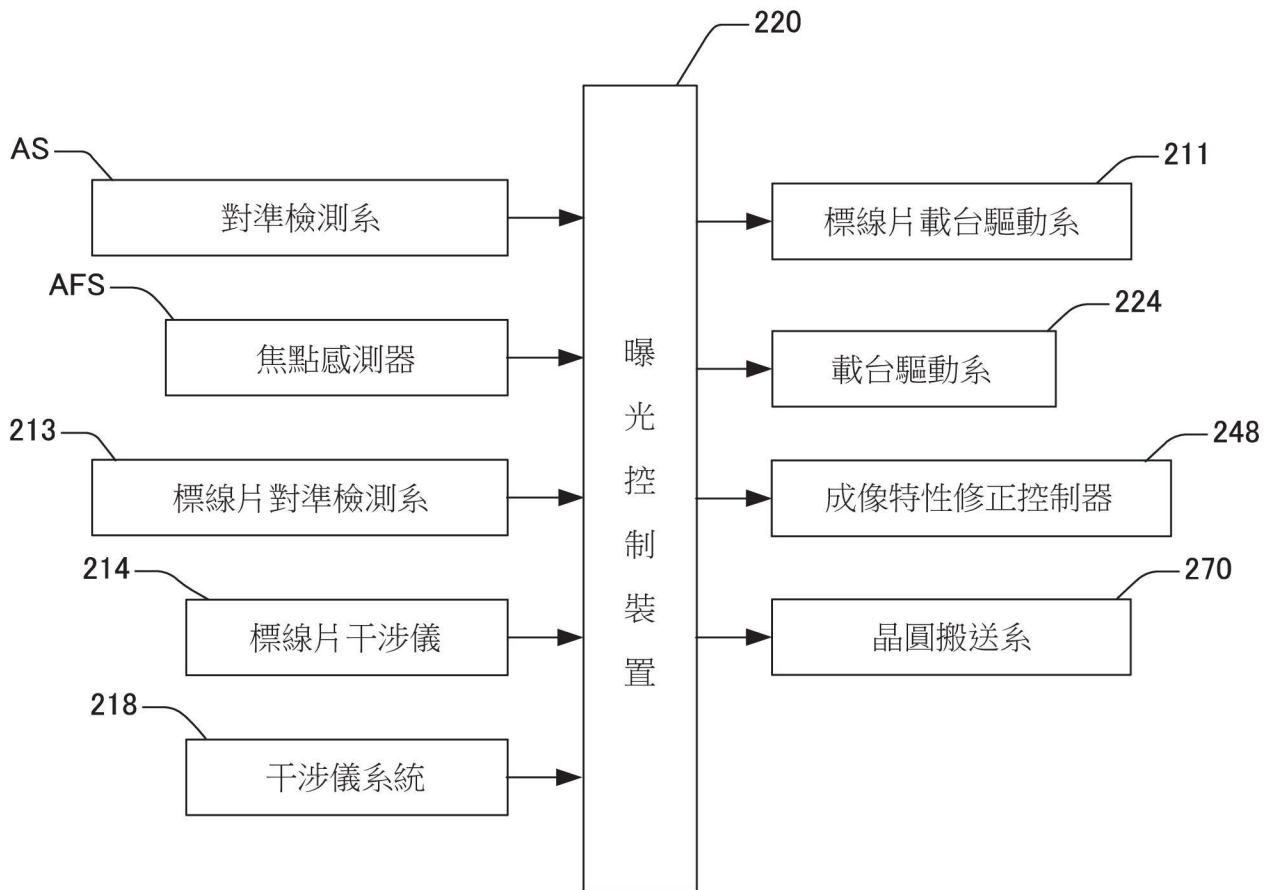 220
AS
對準檢測系
211
標線片載台驅動系
AFS
焦點感測器
224
載台驅動系
曝光控制裝置
213
標線片對準檢測系
248
成像特性修正控制器
214
標線片干涉儀
270
晶圓搬送系
218
干涉儀系統